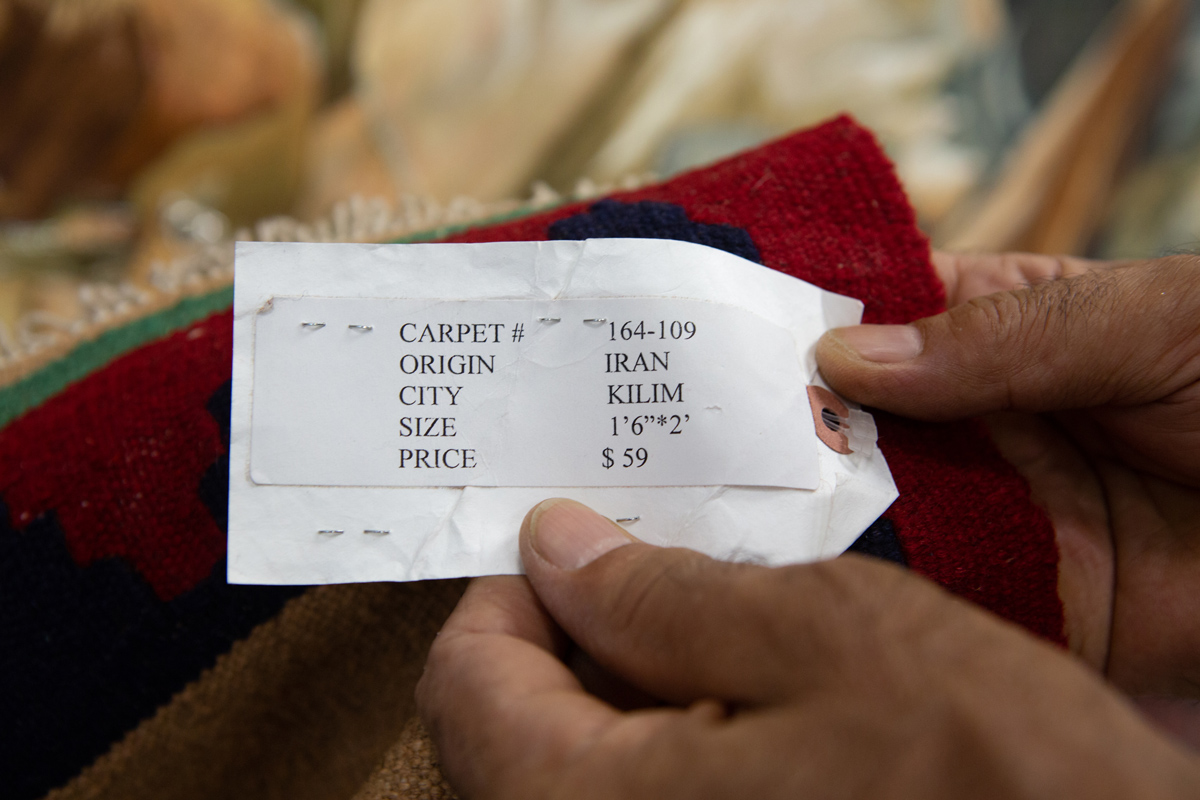 CARPET # 164-109
ORIGIN IRAN
CITY KILIM
SIZE 1’6”*2’
PRICE $ 59